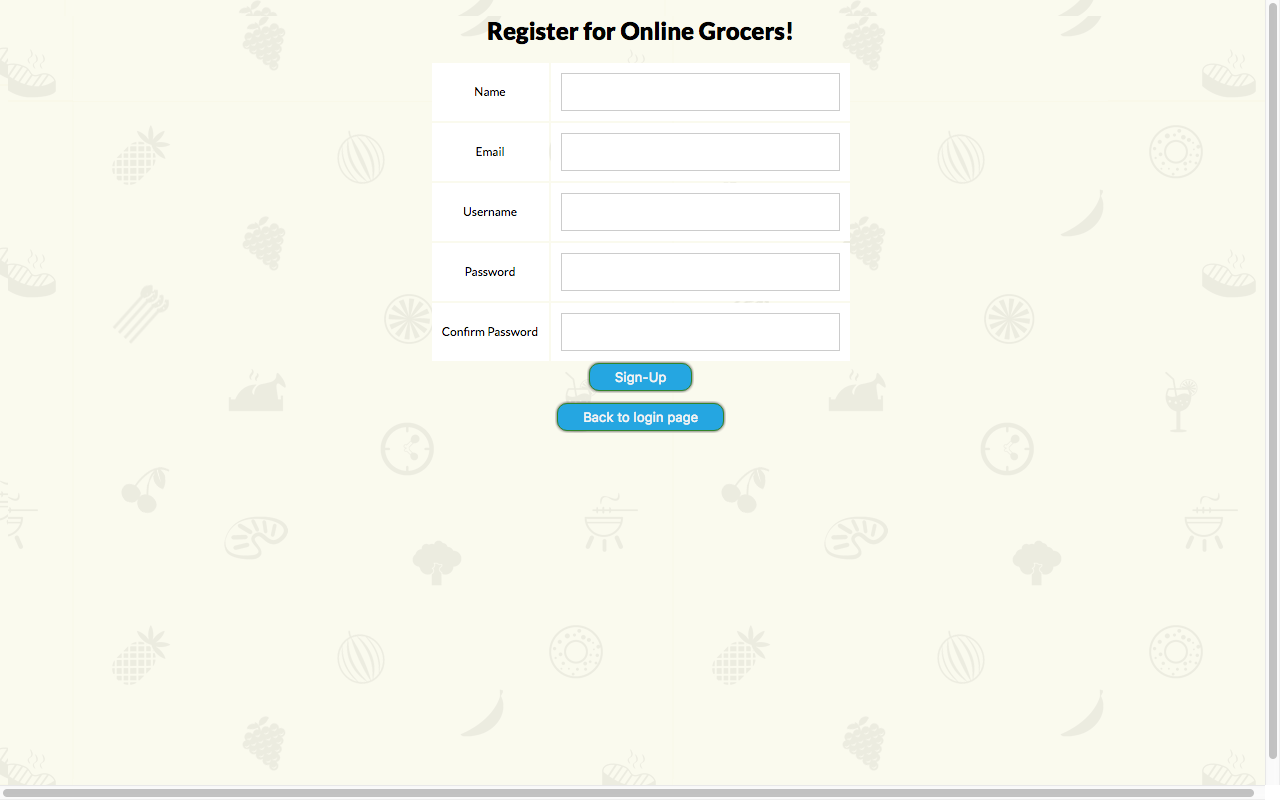 Register for Online Grocers!
Name
Email
Username
Password
Confirm Password
Sign-Up
Back to login page